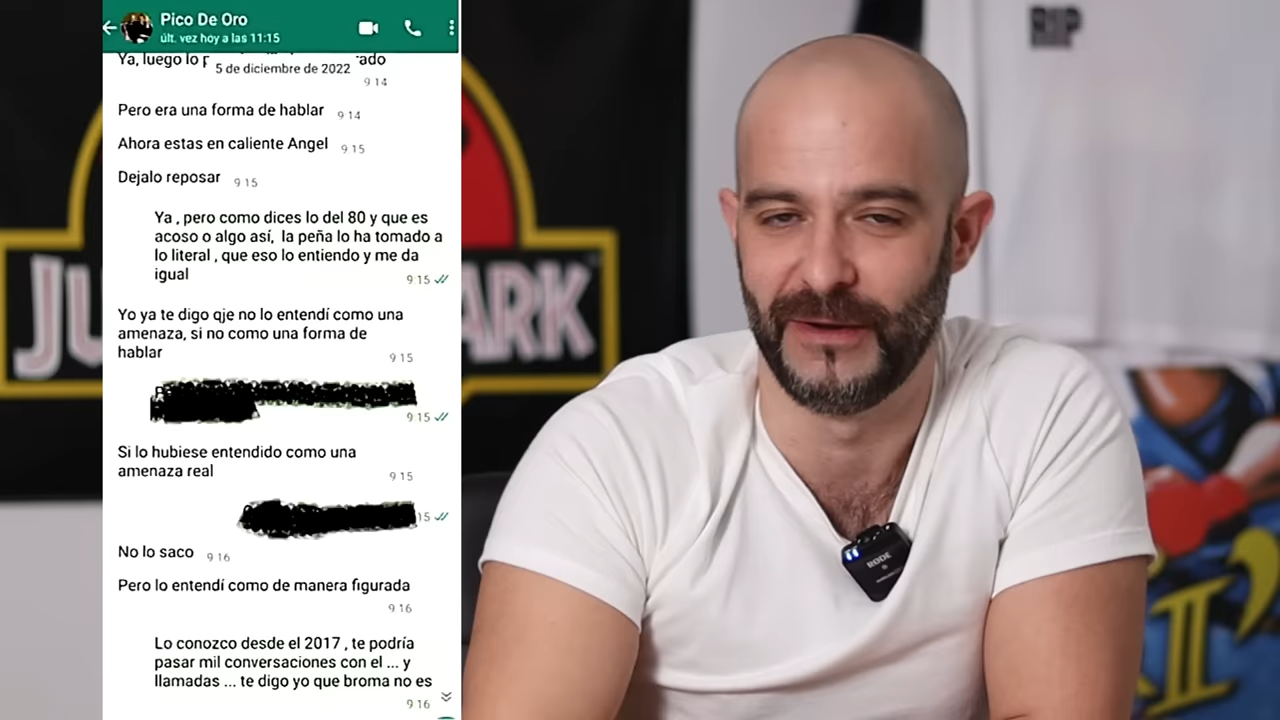 Pico De Oro
últ. vez hoy a las 11:15
Ya, luego lo
5 de diciembre de 2022
9 14
Pero era una forma de hablar
9 14
Ahora estas en caliente Angel
9 15
Dejalo reposar
9 15
Ya , pero como dices lo del 80 y que es
acoso o algo así, la peña lo ha tomado a
lo literal , que eso lo entiendo y me da
igual
9 15
Yo ya te digo qje no lo entendí como una
amenaza, si no como una forma de
hablar
9 15
9 15
Si lo hubiese entendido como una
amenaza real
9 15
15
No lo saco
9 16
Pero lo entendí como de manera figurada
9 16
Lo conozco desde el 2017 , te podría
pasar mil conversaciones con el ... y
llamadas ... te digo yo que broma no es
9 16
JU
ARK
RIP
RODE
II'